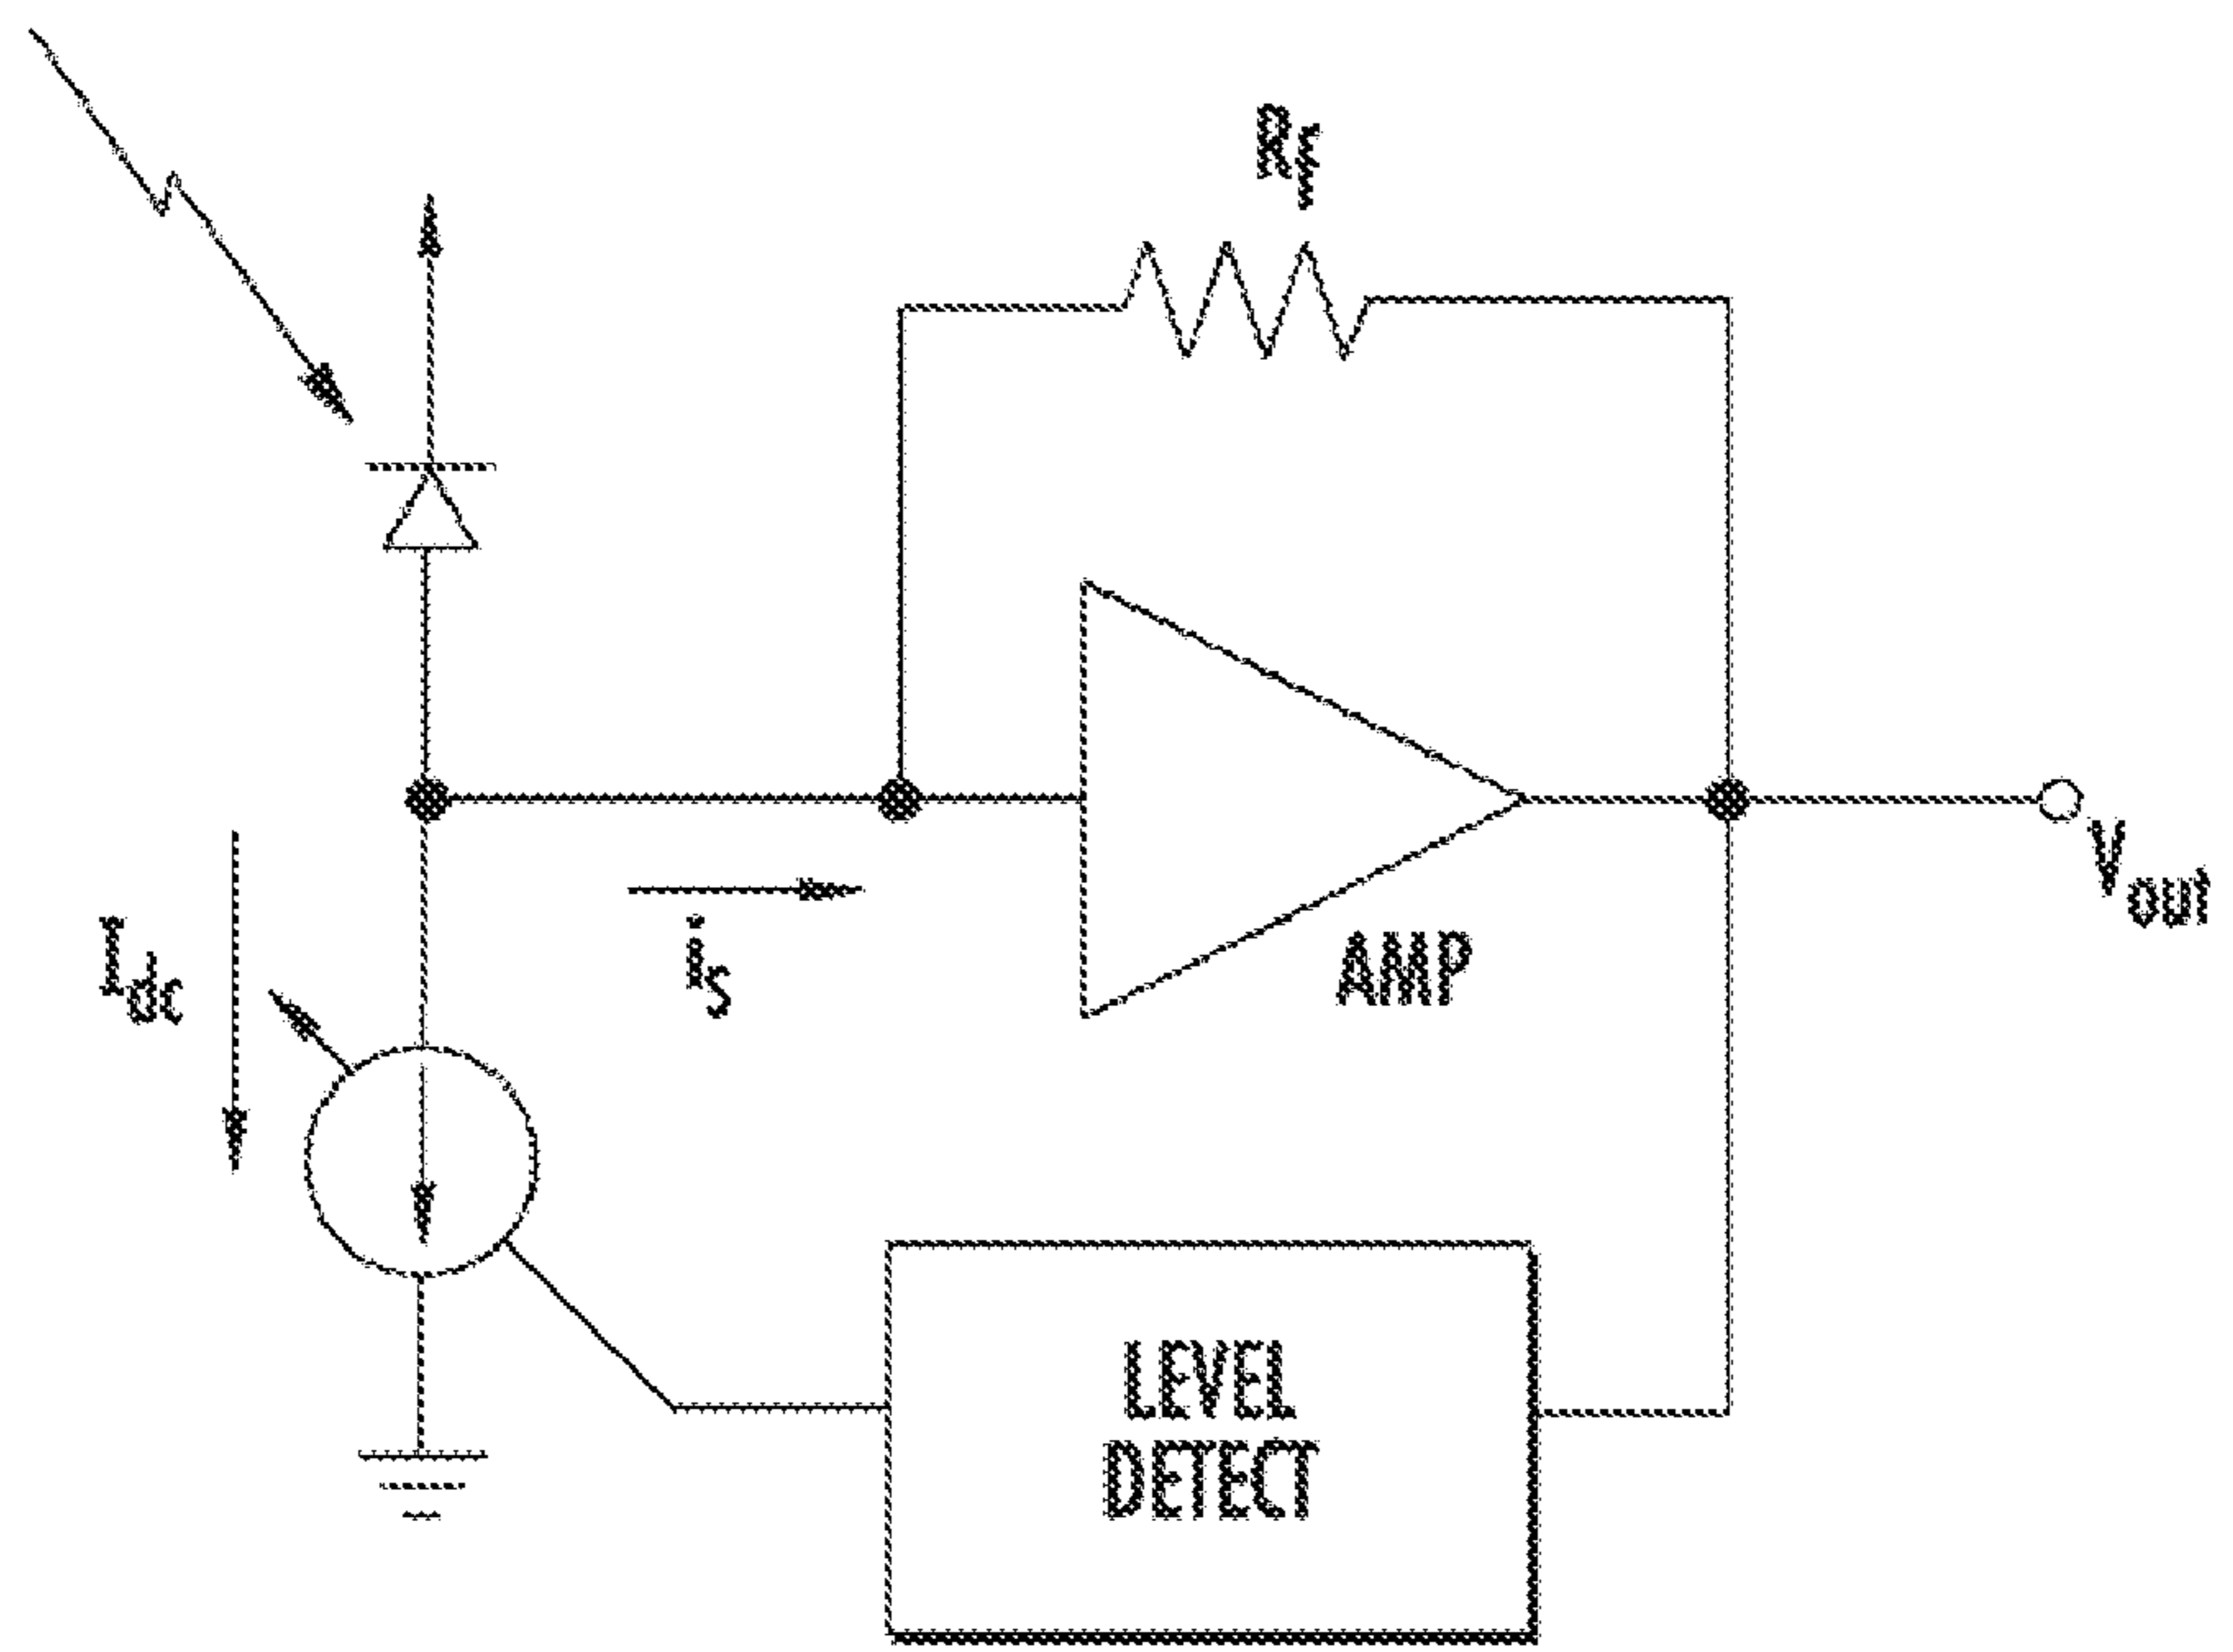 Rf
Vout
Idc
is
AMP
LEVEL
DETECT